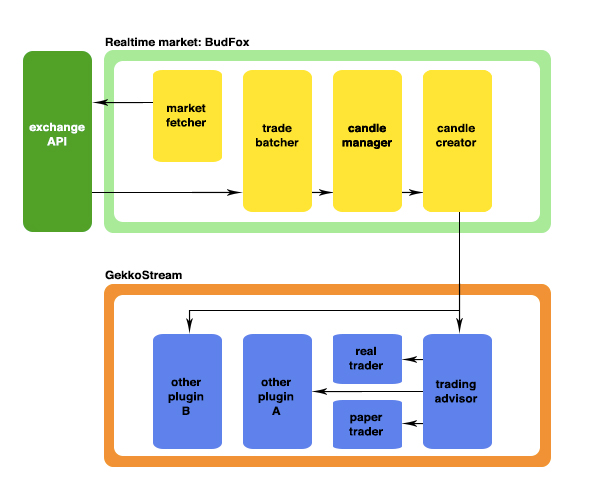 Realtime market: BudFox
exchange
API
market
fetcher
trade
batcher
candle
manager
candle
creator
GekkoStream
other
plugin
B
other
plugin
A
real
trader
paper
trader
trading
advisor